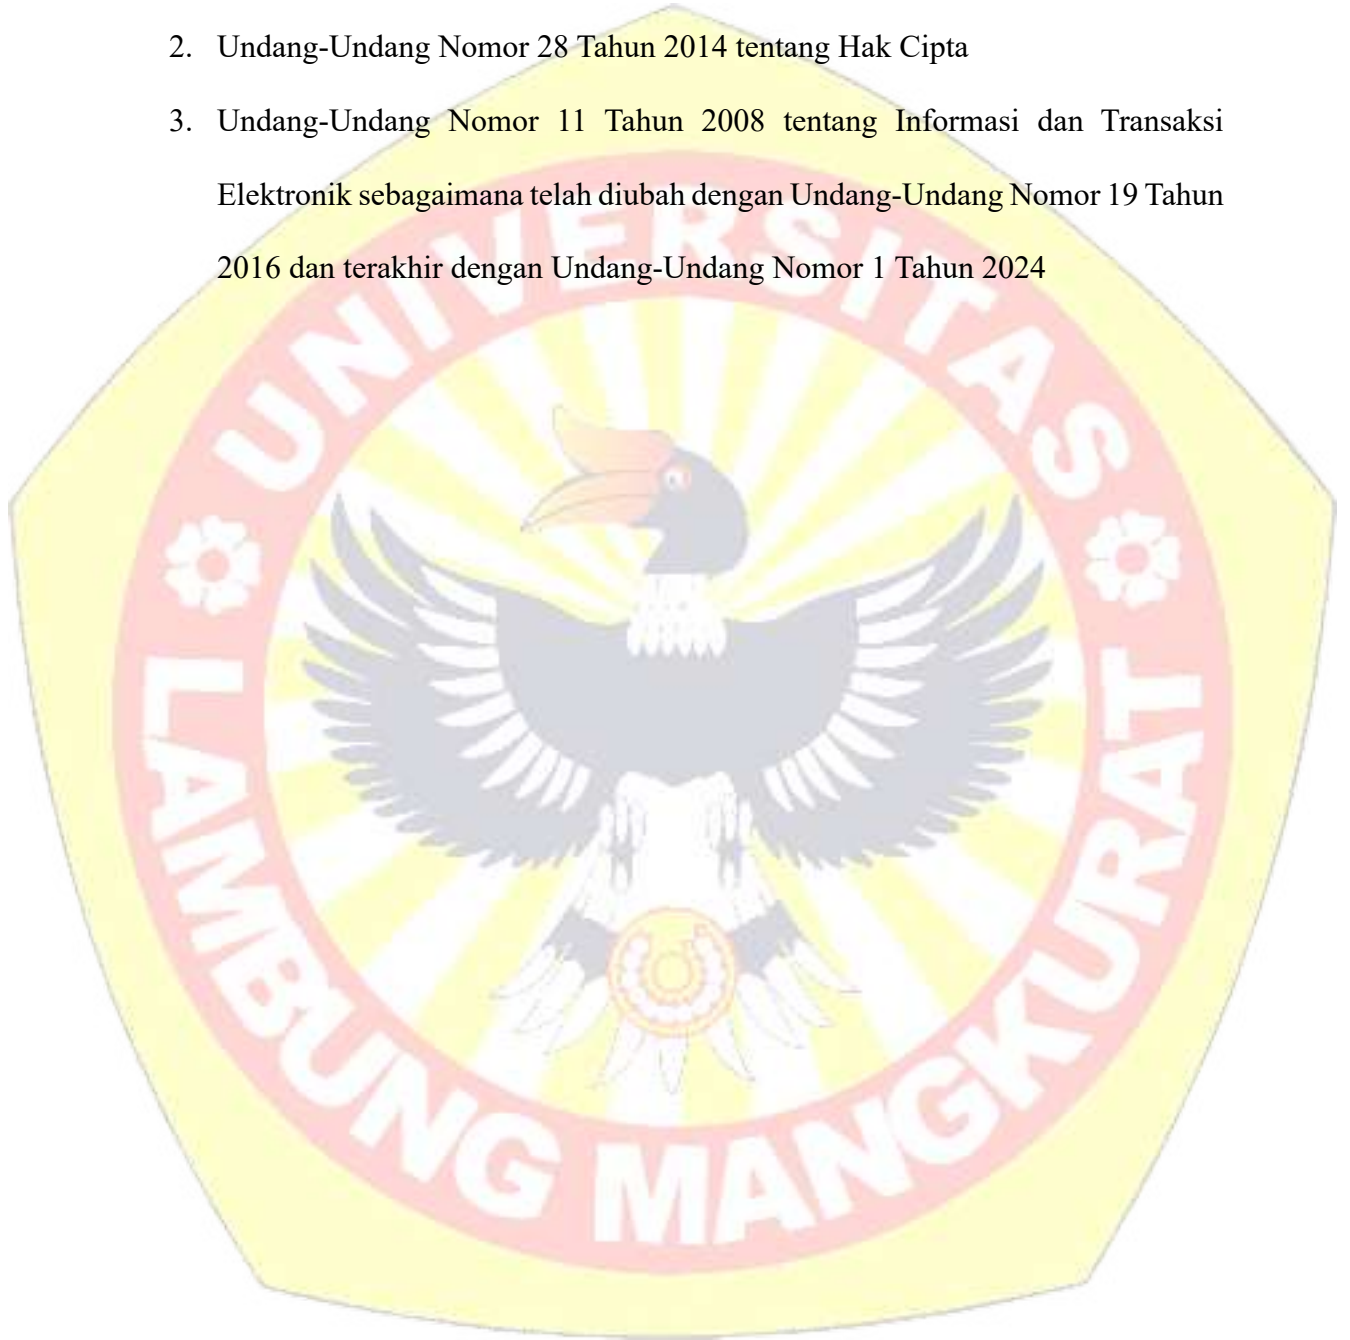 2. Undang-Undang Nomor 28 Tahun 2014 tentang Hak Cipta
3. Undang-Undang Nomor 11 Tahun 2008 tentang Informasi dan Transaksi
Elektronik sebagaimana telah diubah dengan Undang-Undang Nomor 19 Tahun
2016 dan terakhir dengan Undang-Undang Nomor 1 Tahun 2024
UNIVERSITAS
LAMBUNG MANGKURAT